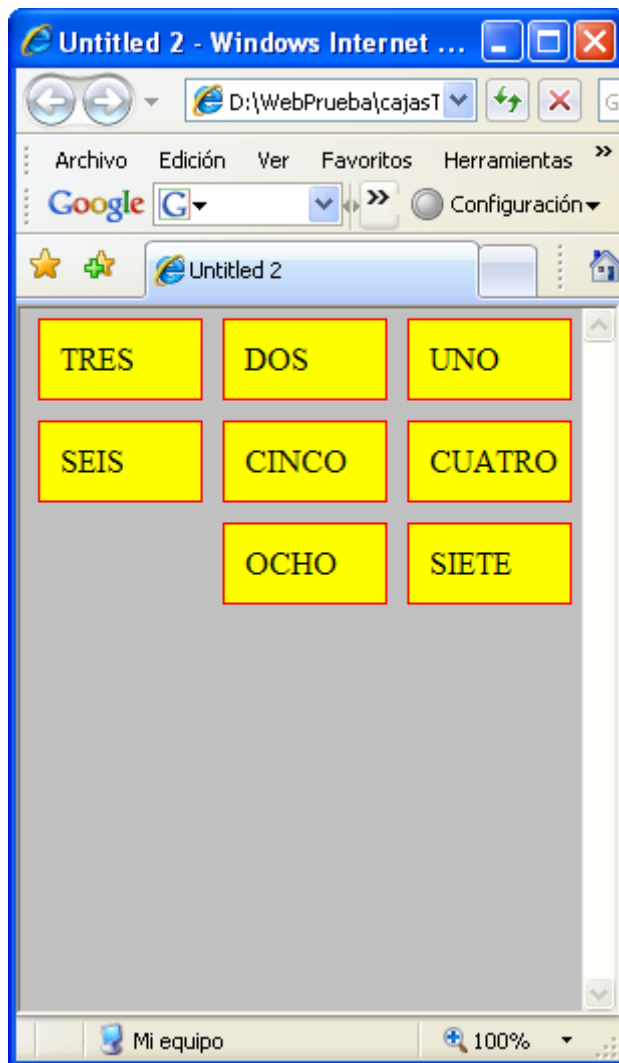 Untitled 2 - Windows Internet ...
D:\WebPrueba\cajasT
G
Archivo Edición Ver Favoritos Herramientas »
Google G Configuración
Untitled 2
TRES DOS UNO
SEIS CINCO CUATRO
OCHO SIETE
Mi equipo 100%